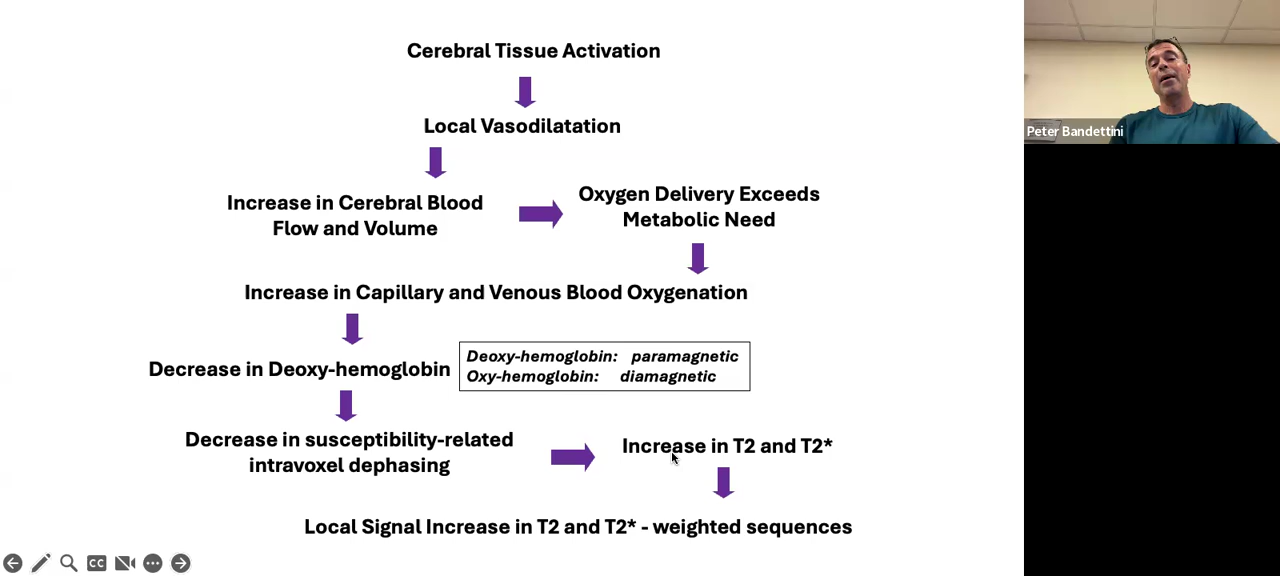 Cerebral Tissue Activation
Local Vasodilatation
Increase in Cerebral Blood
Flow and Volume
Oxygen Delivery Exceeds
Metabolic Need
Increase in Capillary and Venous Blood Oxygenation
Decrease in Deoxy-hemoglobin
Deoxy-hemoglobin: paramagnetic
Oxy-hemoglobin: diamagnetic
Decrease in susceptibility-related
intravoxel dephasing
Increase in T2 and T2*
Local Signal Increase in T2 and T2* - weighted sequences
CC
Peter Bandettini